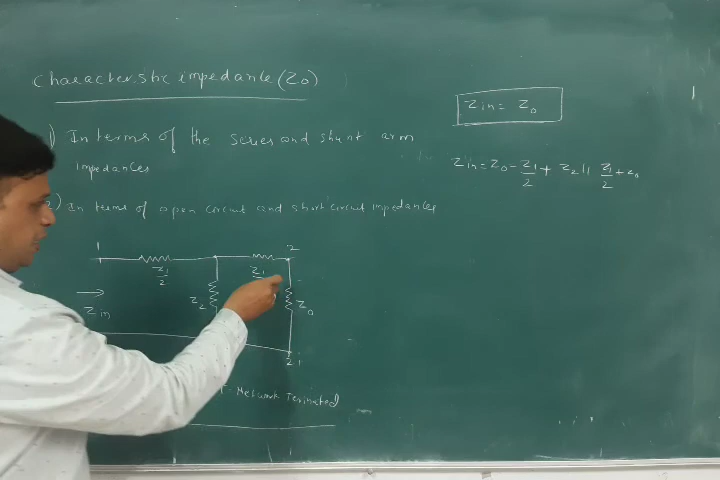 Characteristic impedance (Z0)
1) In terms of the series and shunt arm
impedances
2) In terms of open circuit and short circuit impedances
1
2
Z1/2
Z1
Z2
Z0
Zin
21
T-Network Terminated
Zin = Z0
Zin = Z0 - Z1/2 + Z2 || Z1/2 + Z0